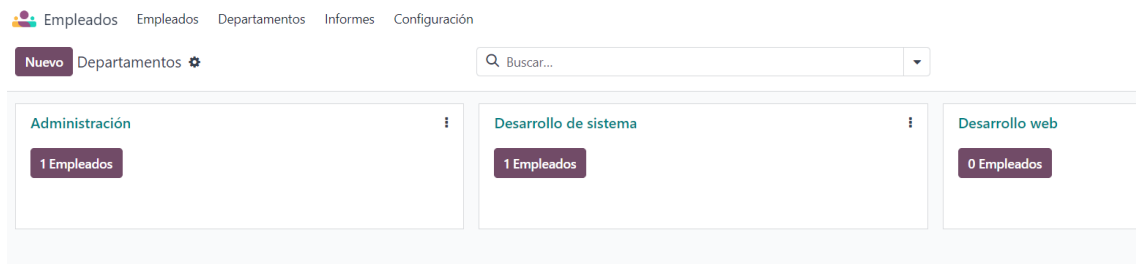 Empleados Empleados Departamentos Informes Configuración
Nuevo Departamentos Buscar...
Administración Desarrollo de sistema Desarrollo web
1 Empleados 1 Empleados 0 Empleados